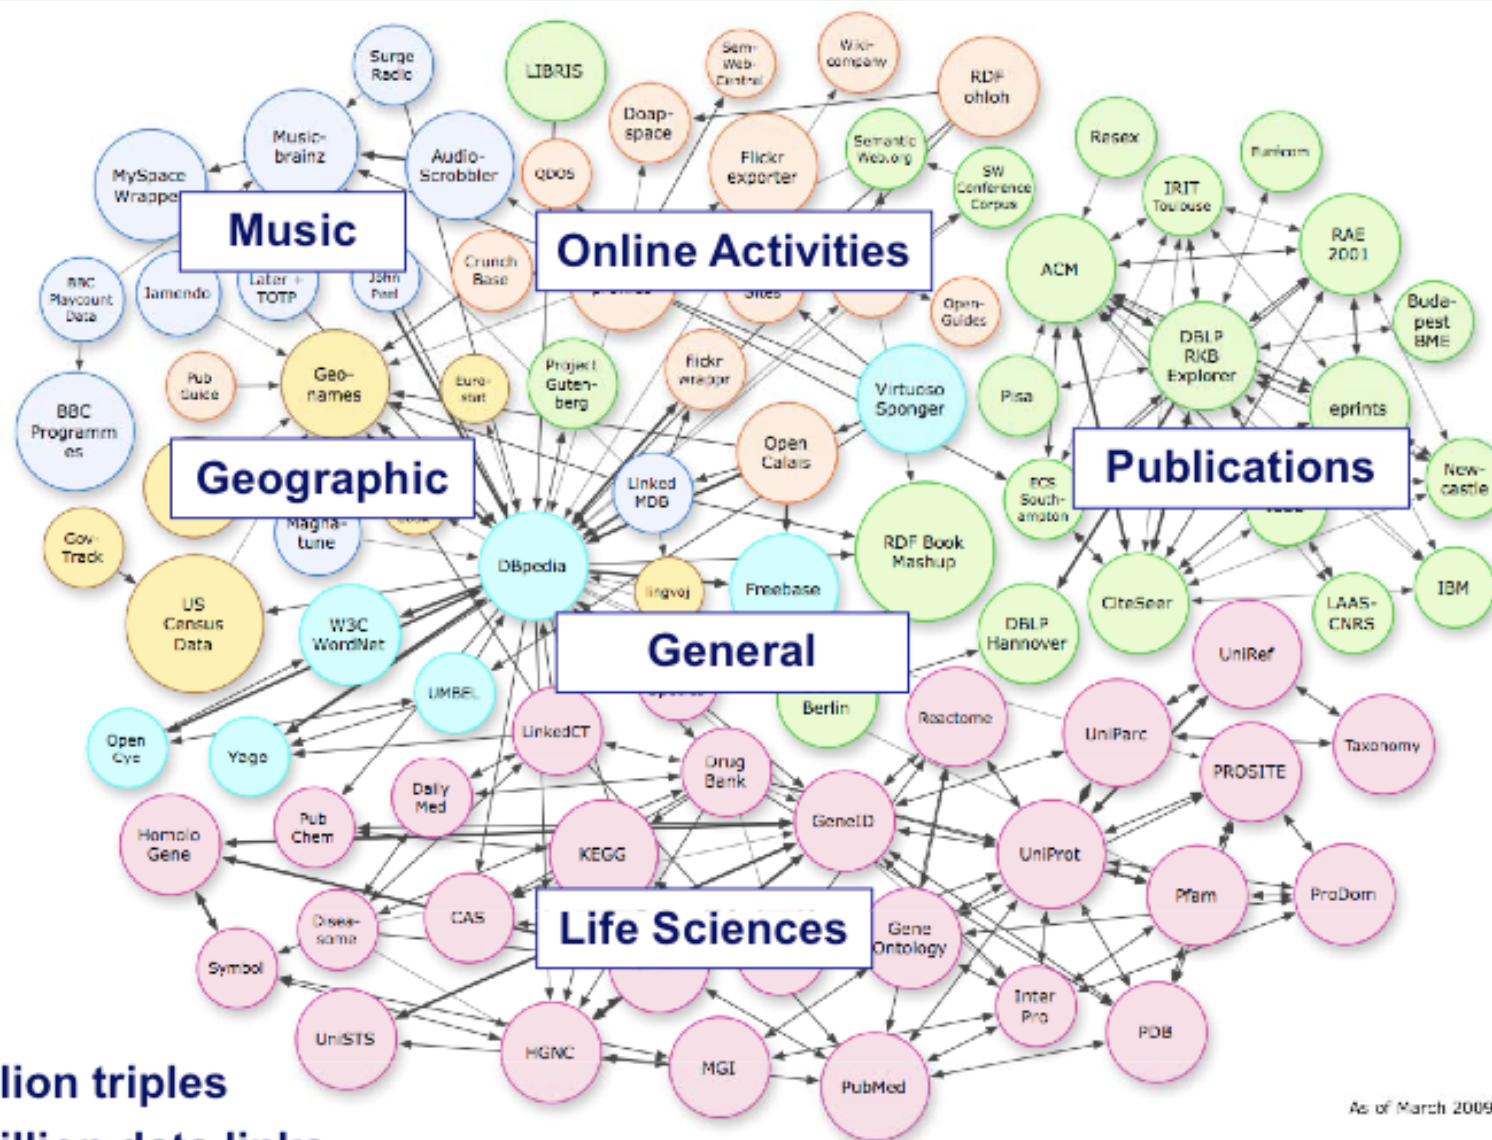 Surge
Radio
LIBRIS
Sem-
Web-
Central
Wiki-
company
RDF
ohloh
Doap-
space
Music-
brainz
Audio-
Scrobbler
MySpace
Wrapper
QDOS
Flickr
exporter
Semantic
Web.org
SW
Conference
Corpus
Resex
Eurécom
IRIT
Toulouse
RAE
2001
ACM
Music
Online Activities
BBC
Playcount
Data
Jamendo
Later +
TOTP
John
Peel
Crunch
Base
Sites
Open-
Guides
Buda-
pest
BME
DBLP
RKB
Explorer
Pub
Guide
Geo-
names
Euro-
stat
Project
Guten-
berg
flickr
wrappr
Virtuoso
Sponger
Pisa
eprints
BBC
Programm
es
Open
Calais
Geographic
Publications
Linked
MDB
ECS
South-
ampton
New-
castle
Gov-
Track
Magna-
tune
DBpedia
RDF Book
Mashup
Freebase
lingvoj
US
Census
Data
W3C
WordNet
General
DBLP
Hannover
CiteSeer
LAAS-
CNRS
IBM
UniRef
UMBEL
Berlin
Open
Cyc
Yago
LinkedCT
Reactome
UniParc
Taxonomy
Drug
Bank
PROSITE
Daily
Med
Pub
Chem
Homolo
Gene
KEGG
GeneID
UniProt
Pfam
ProDom
Disea-
some
CAS
Life Sciences
Gene
Ontology
Symbol
Inter
Pro
UniSTS
HGNC
MGI
PubMed
PDB
lion triples
As of March 2009